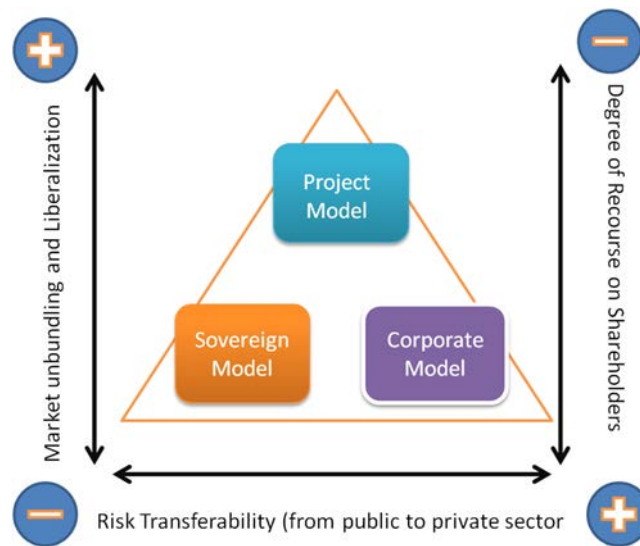 Market unbundling and Liberalization
Project
Model
Sovereign
Model
Corporate
Model
Degree of Recourse on Shareholders
Risk Transferability (from public to private sector